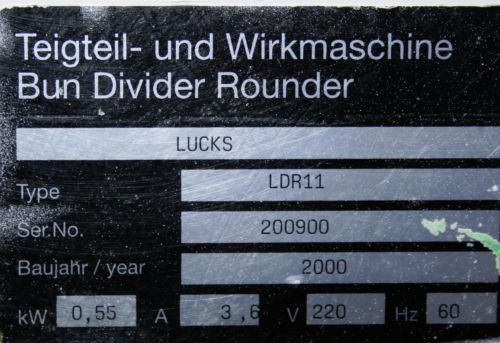 Teigteil- und Wirkmaschine
Bun Divider Rounder
LUCKS
Type LDR11
Ser.No. 200900
Baujahr / year 2000
kW 0,55 A 3,6 V 220 Hz 60